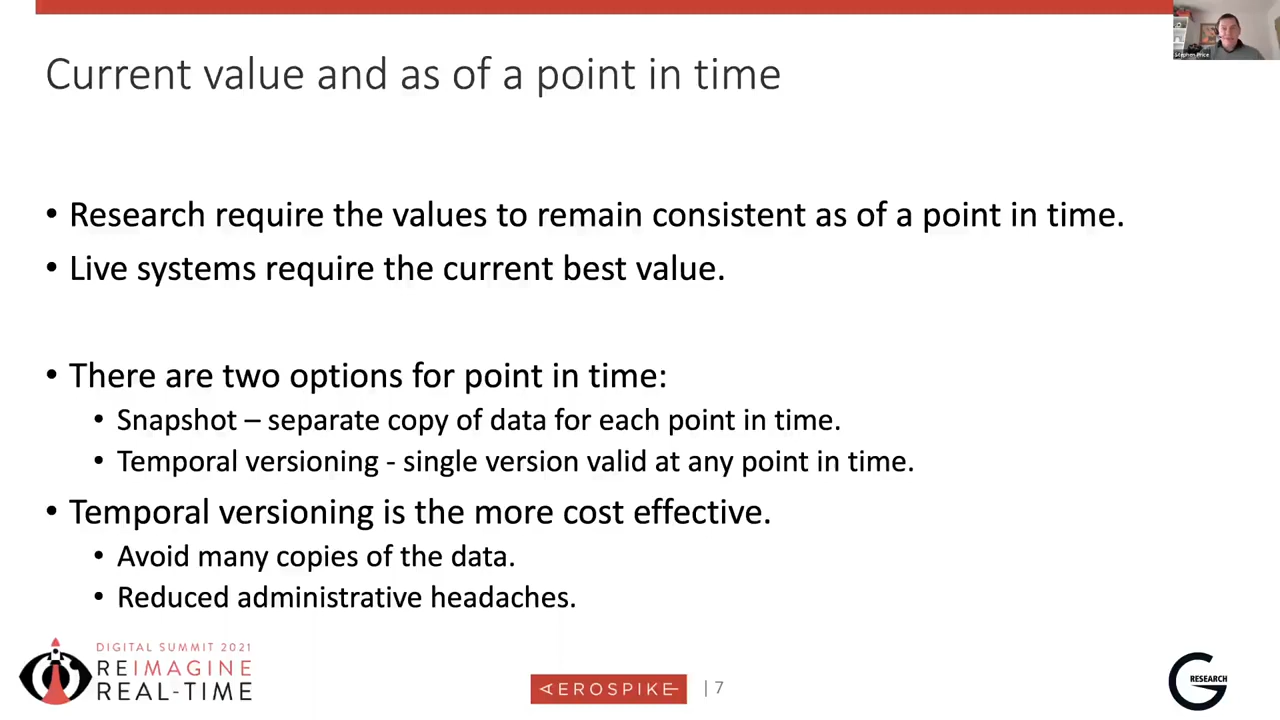 Stephen Price
Current value and as of a point in time
• Research require the values to remain consistent as of a point in time.
• Live systems require the current best value.
• There are two options for point in time:
• Snapshot – separate copy of data for each point in time.
• Temporal versioning - single version valid at any point in time.
• Temporal versioning is the more cost effective.
• Avoid many copies of the data.
• Reduced administrative headaches.
DIGITAL SUMMIT 2021
REIMAGINE
REAL-TIME
AEROSPIKE
| 7
G RESEARCH